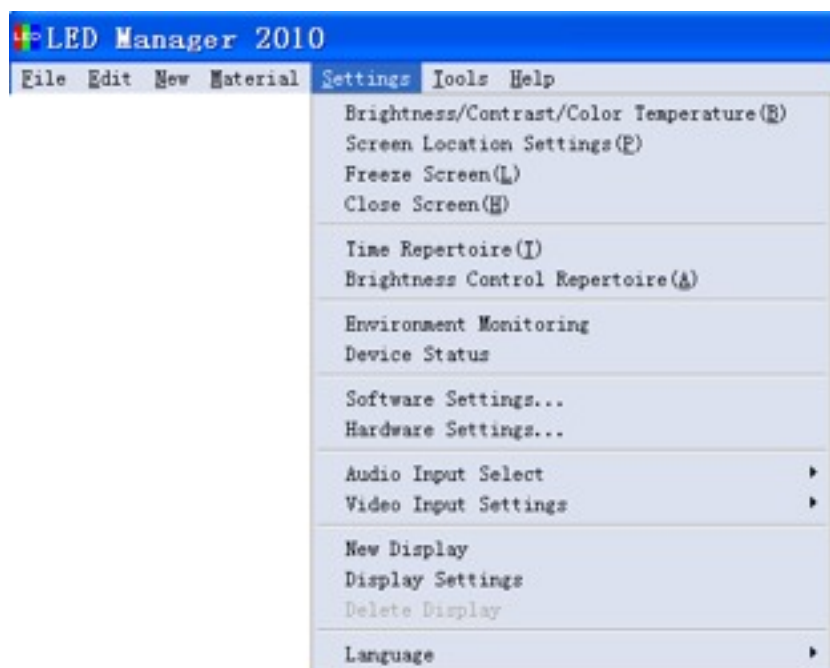 LED LED Manager 2010
File Edit New Material Settings Tools Help
Brightness/Contrast/Color Temperature(B)
Screen Location Settings(P)
Freeze Screen(L)
Close Screen(H)
Time Repertoire(T)
Brightness Control Repertoire(A)
Environment Monitoring
Device Status
Software Settings...
Hardware Settings...
Audio Input Select
Video Input Settings
New Display
Display Settings
Delete Display
Language